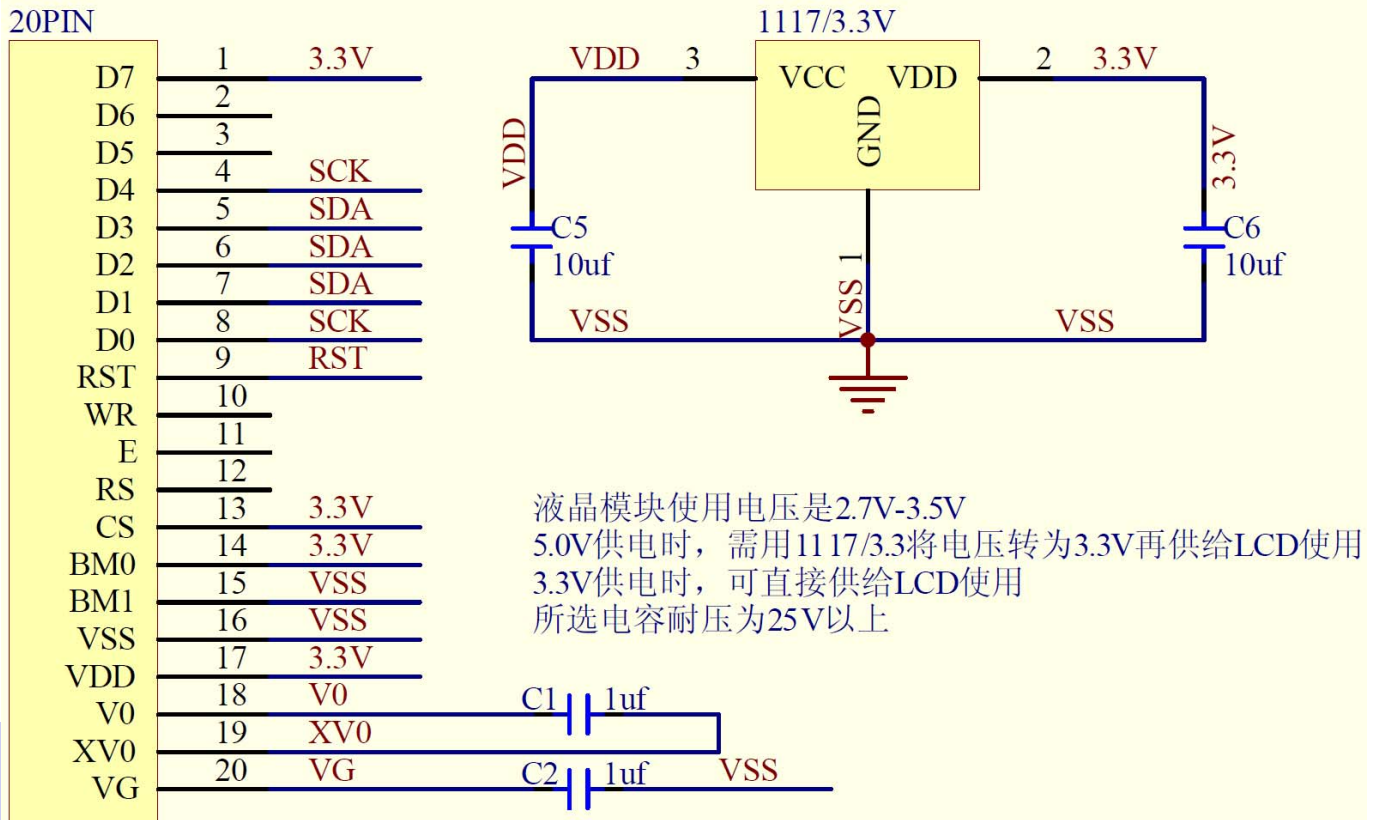 20PIN
D7 1 3.3V
D6 2
D5 3
D4 4 SCK
D3 5 SDA
D2 6 SDA
D1 7 SDA
D0 8 SCK
RST 9 RST
WR 10
E 11
RS 12
CS 13 3.3V
BM0 14 3.3V
BM1 15 VSS
VSS 16 VSS
VDD 17 3.3V
V0 18 V0 C1 1uf
XV0 19 XV0
VG 20 VG C2 1uf VSS
1117/3.3V
VDD 3 VCC VDD 2 3.3V
GND
VDD
3.3V
C5
10uf
C6
10uf
1
VSS
VSS
VSS
液晶模块使用电压是2.7V-3.5V
5.0V供电时，需用1117/3.3将电压转为3.3V再供给LCD使用
3.3V供电时，可直接供给LCD使用
所选电容耐压为25V以上